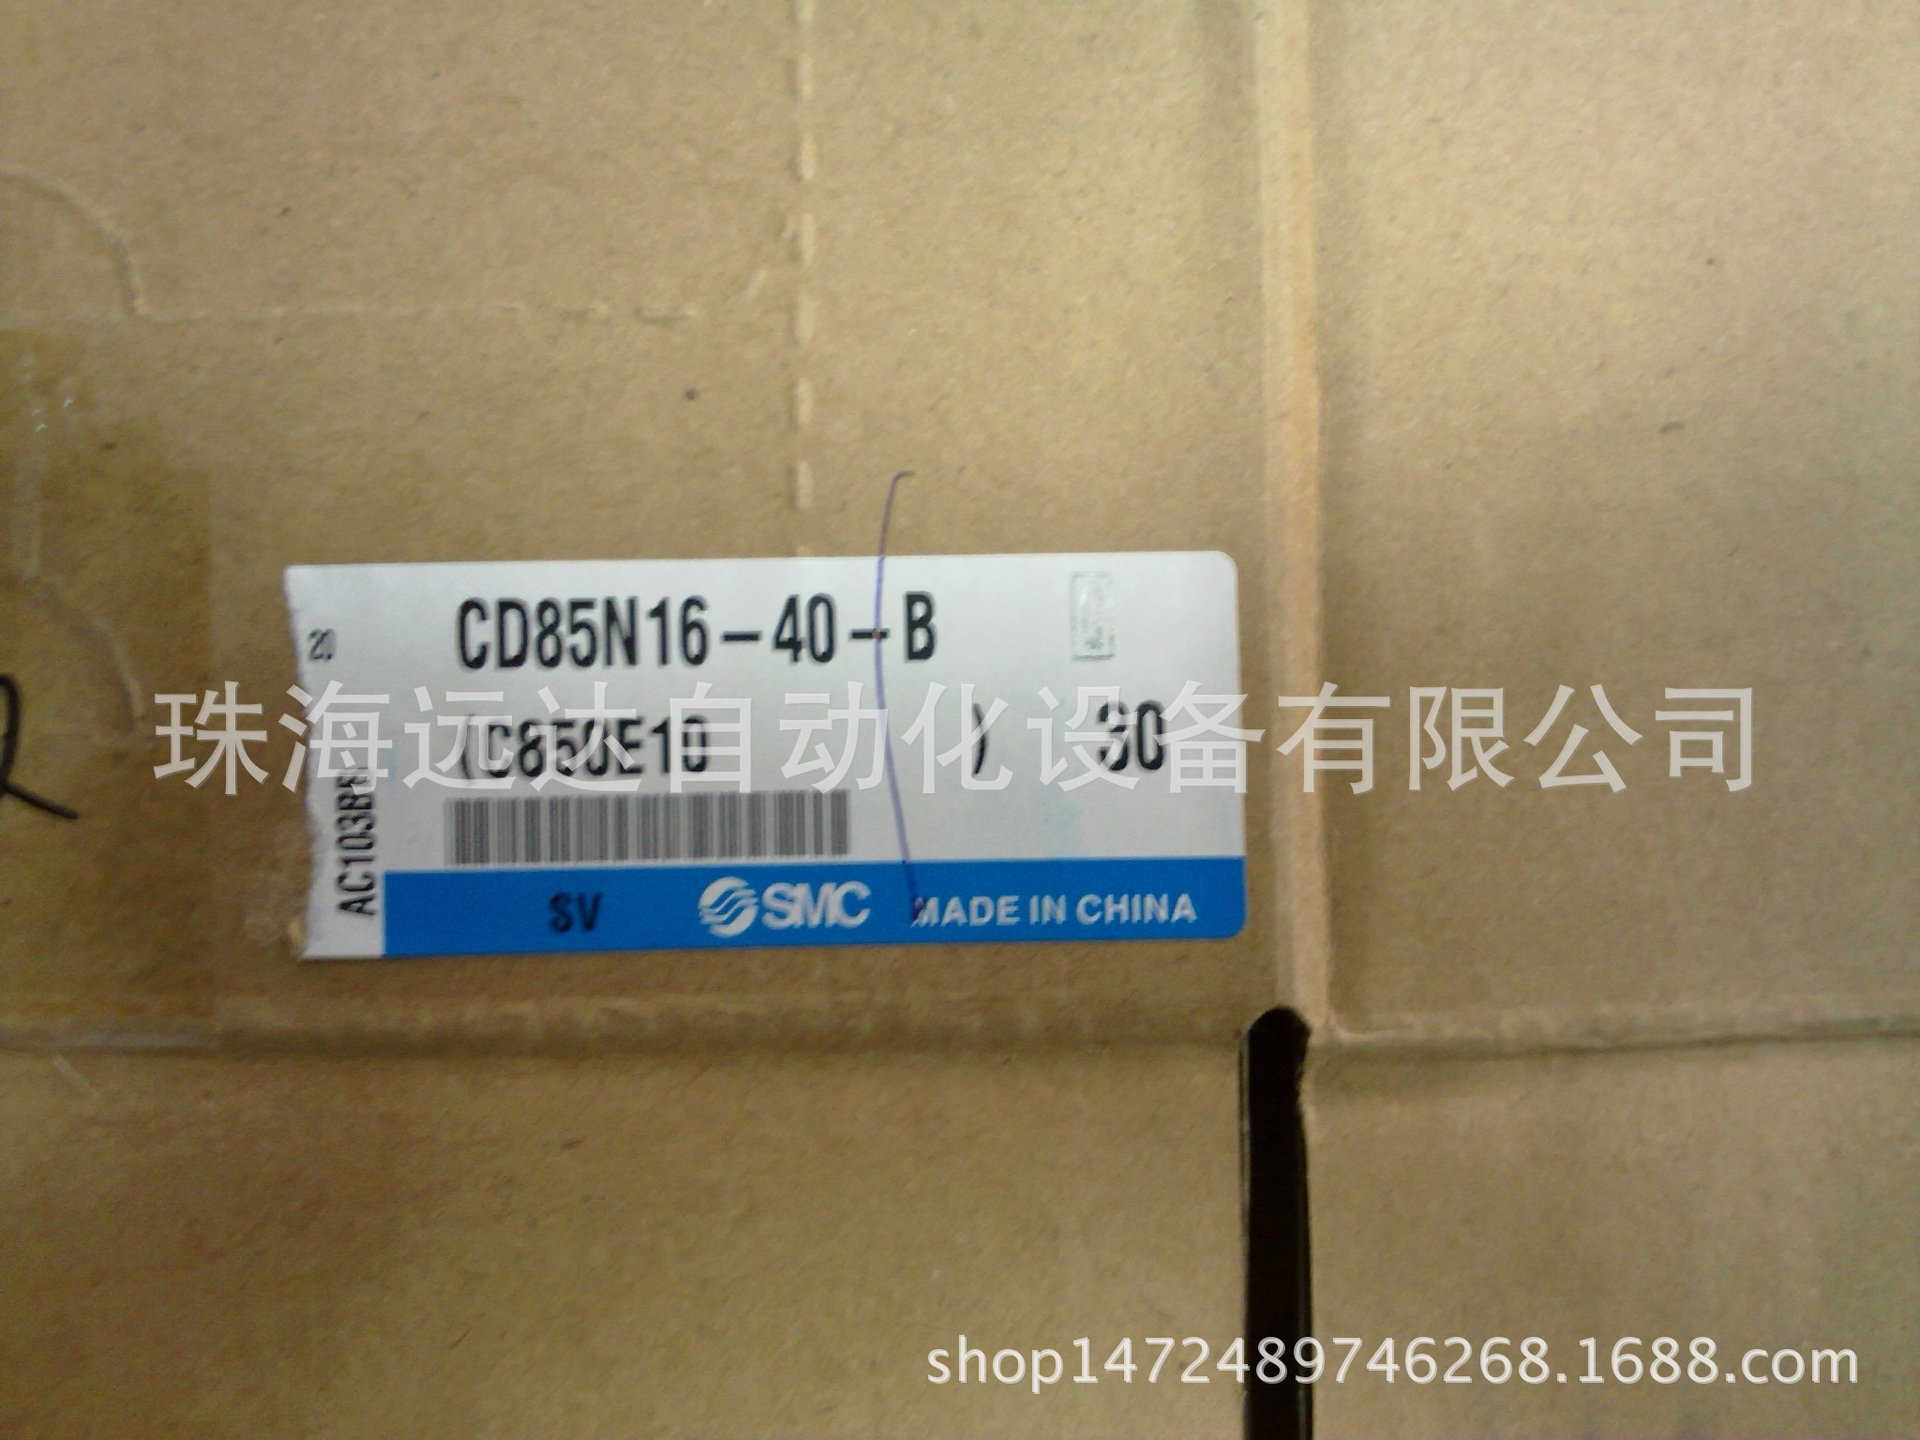 20
CD85N16-40-B
珠海远达自动化设备有限公司
(C850E10 ) 30
SV SMC MADE IN CHINA
shop1472489746268.1688.com